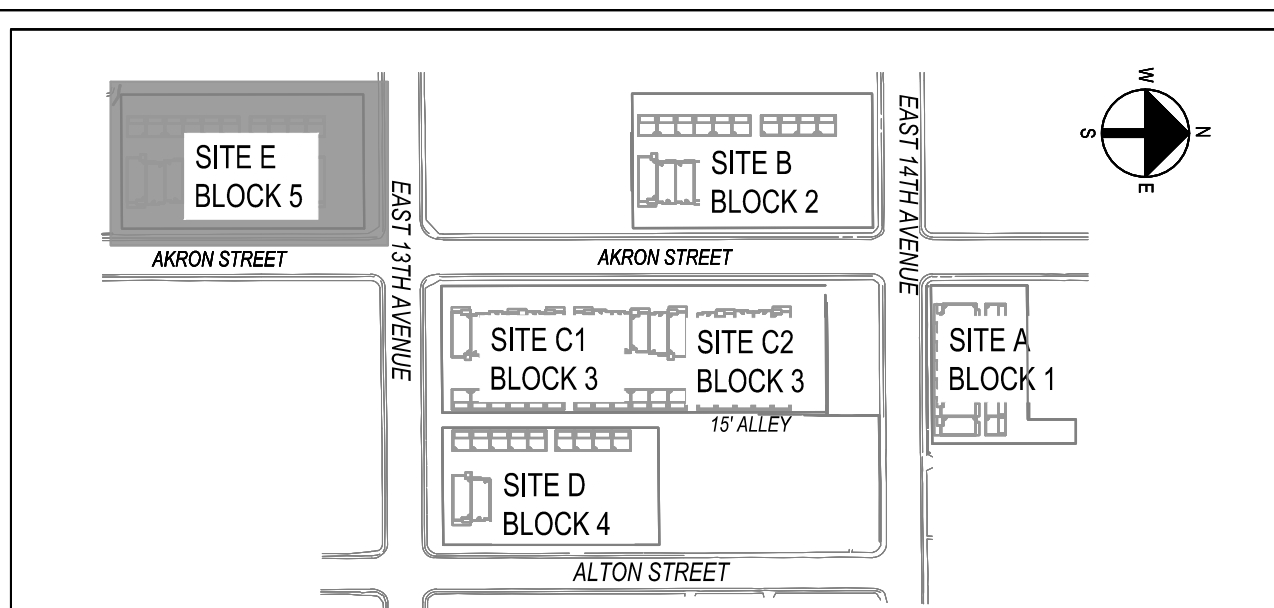 W
S
N
E
SITE E
BLOCK 5
EAST 13TH AVENUE
SITE B
BLOCK 2
EAST 14TH AVENUE
AKRON STREET
AKRON STREET
SITE C1
BLOCK 3
SITE C2
BLOCK 3
SITE A
BLOCK 1
15' ALLEY
SITE D
BLOCK 4
ALTON STREET